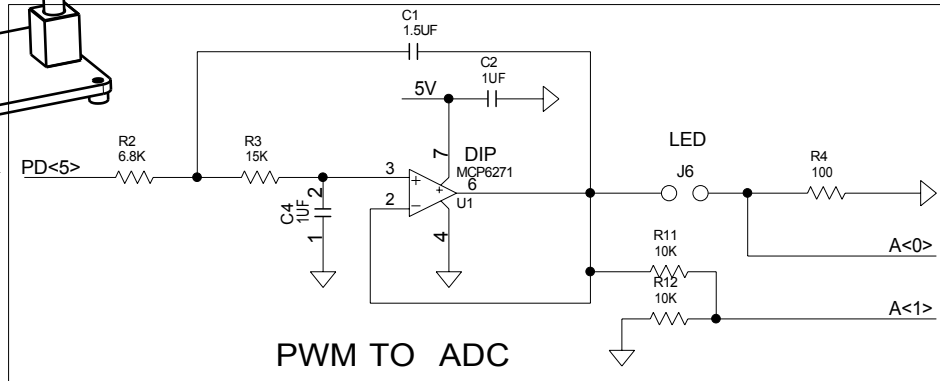 C1
1.5UF
C2
1UF
5V
LED
R2
6.8K
R3
15K
7
DIP
MCP6271
J6
R4
100
PD<5>
3
+
+
6
2
−
U1
C4
1UF
2
1
4
R11
10K
A<0>
R12
10K
A<1>
PWM TO ADC